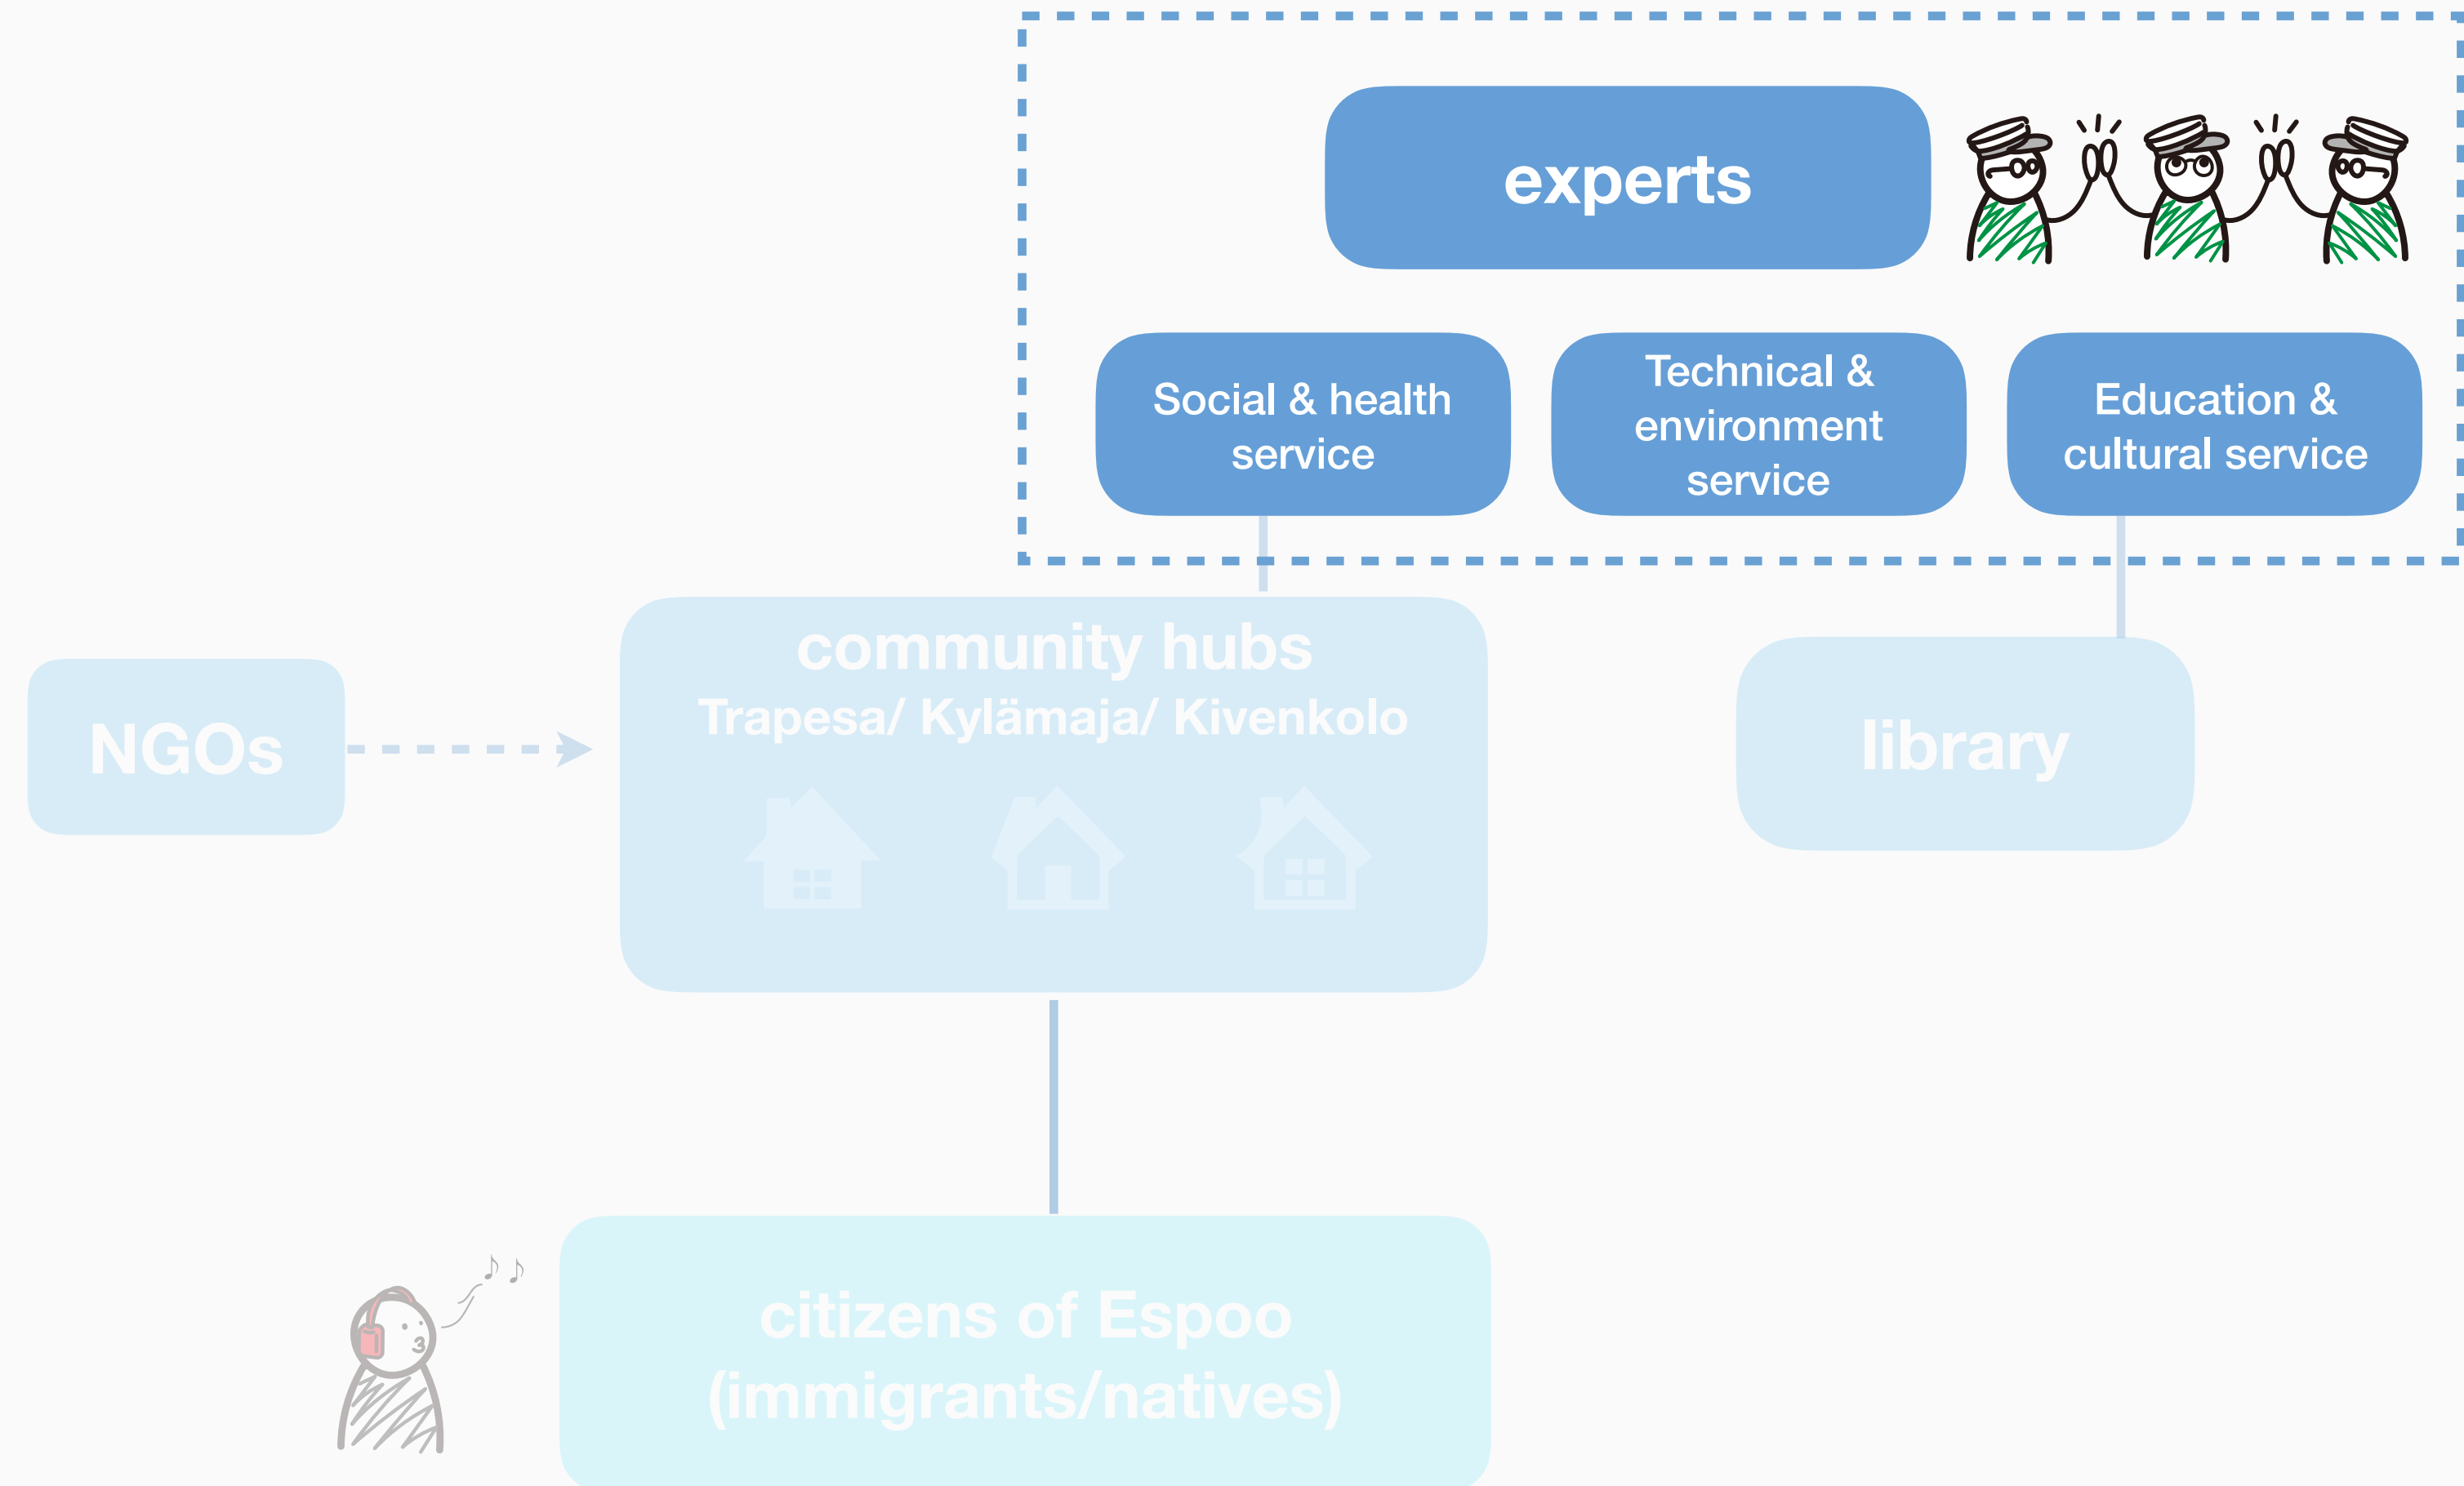 experts
Social & health
service
Technical &
environment
service
Education &
cultural service
community hubs
Trapesa/ Kylämaja/ Kivenkolo
NGOs
library
citizens of Espoo
(immigrants/natives)